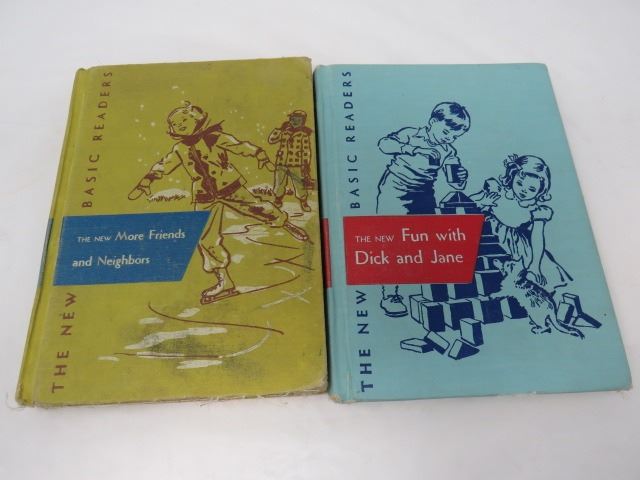 THE NEW BASIC READERS
THE NEW More Friends
and Neighbors
THE NEW BASIC READERS
THE NEW Fun with
Dick and Jane